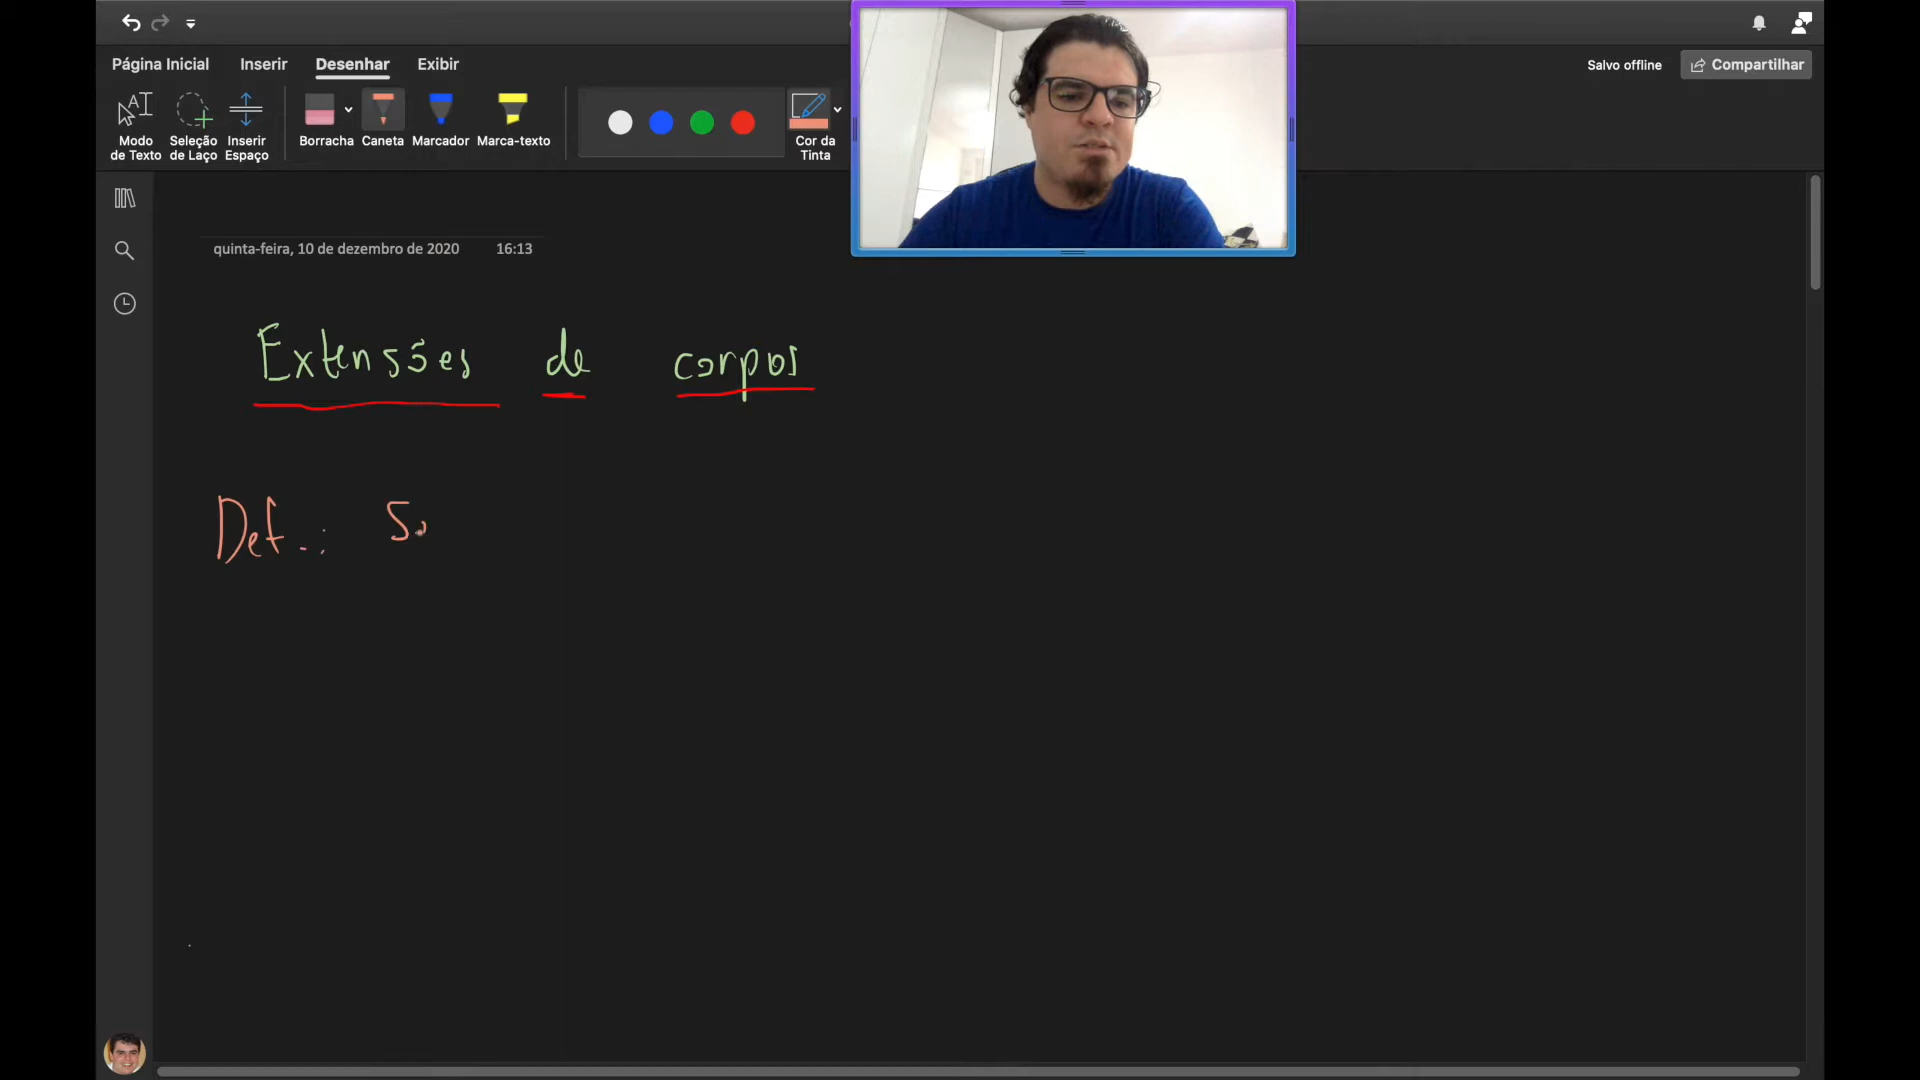 Página Inicial Inserir Desenhar Exibir
Salvo offline Compartilhar
Modo de Texto
Seleção de Laço
Inserir Espaço
Borracha Caneta Marcador Marca-texto
Cor da Tinta
quinta-feira, 10 de dezembro de 2020 16:13
Extensões de corpos
Def.: